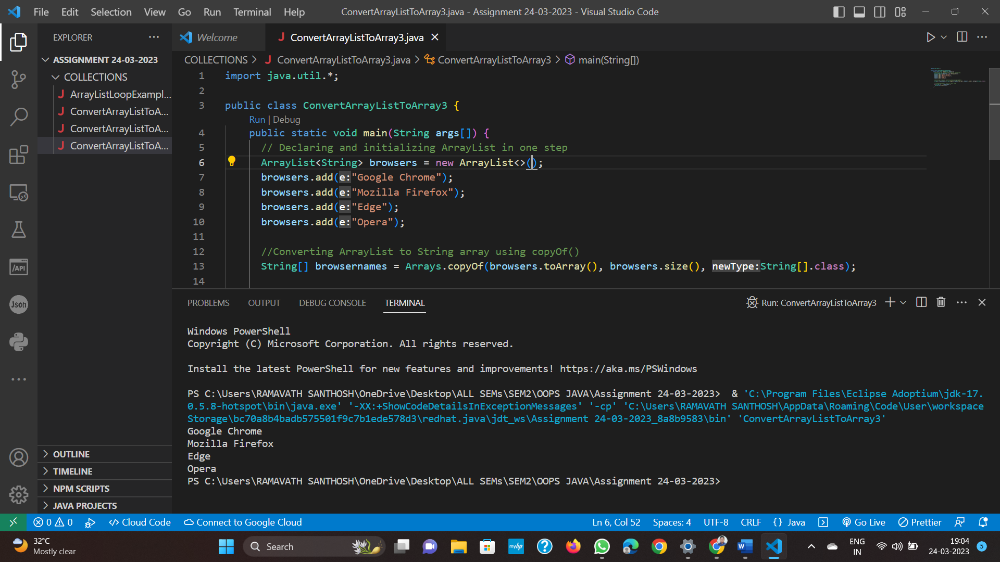 File Edit Selection View Go Run Terminal Help ConvertArrayListToArray3.java - Assignment 24-03-2023 - Visual Studio Code
EXPLORER
ASSIGNMENT 24-03-2023
COLLECTIONS
ArrayListLoopExampl...
ConvertArrayListToA...
ConvertArrayListToA...
ConvertArrayListToA...
OUTLINE
TIMELINE
NPM SCRIPTS
JAVA PROJECTS
/API
Json
Welcome J ConvertArrayListToArray3.java
COLLECTIONS > J ConvertArrayListToArray3.java > ConvertArrayListToArray3 > main(String[])
1 import java.util.*;
2
3 public class ConvertArrayListToArray3 {
Run | Debug
4 public static void main(String args[]) {
5 // Declaring and initializing ArrayList in one step
6 ArrayList<String> browsers = new ArrayList<>();
7 browsers.add(e:"Google Chrome");
8 browsers.add(e:"Mozilla Firefox");
9 browsers.add(e:"Edge");
10 browsers.add(e:"Opera");
11
12 //Converting ArrayList to String array using copyOf()
13 String[] browsernames = Arrays.copyOf(browsers.toArray(), browsers.size(), newType:String[].class);
14
PROBLEMS OUTPUT DEBUG CONSOLE TERMINAL Run: ConvertArrayListToArray3
Windows PowerShell
Copyright (C) Microsoft Corporation. All rights reserved.
Install the latest PowerShell for new features and improvements! https://aka.ms/PSWindows
PS C:\Users\RAMAVATH SANTHOSH\OneDrive\Desktop\ALL SEMs\SEM2\OOPS JAVA\Assignment 24-03-2023> & 'C:\Program Files\Eclipse Adoptium\jdk-17.
0.5.8-hotspot\bin\java.exe' '-XX:+ShowCodeDetailsInExceptionMessages' '-cp' 'C:\Users\RAMAVATH SANTHOSH\AppData\Roaming\Code\User\workspace
Storage\bc70a8b4badb575501f9c7b1ede578d3\redhat.java\jdt_ws\Assignment 24-03-2023_8a8b9583\bin' 'ConvertArrayListToArray3'
Google Chrome
Mozilla Firefox
Edge
Opera
PS C:\Users\RAMAVATH SANTHOSH\OneDrive\Desktop\ALL SEMs\SEM2\OOPS JAVA\Assignment 24-03-2023>
0 0 Cloud Code Connect to Google Cloud Ln 6, Col 52 Spaces: 4 UTF-8 CRLF {} Java Go Live Prettier
32°C
Mostly clear
Search
myhp
ENG
IN
19:04
24-03-2023
5